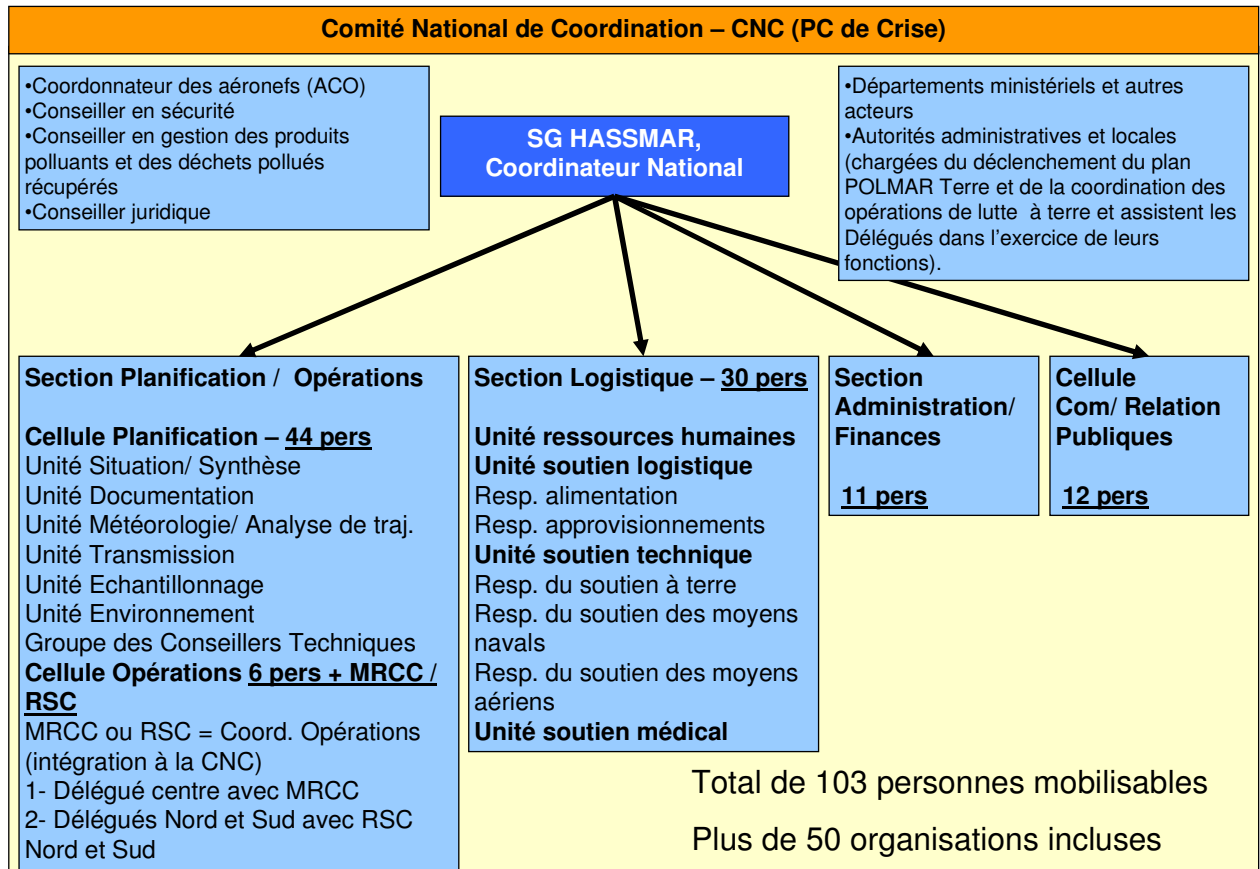 Comité National de Coordination – CNC (PC de Crise)
•Coordonnateur des aéronefs (ACO)
•Conseiller en sécurité
•Conseiller en gestion des produits
polluants et des déchets pollués
récupérés
•Conseiller juridique
SG HASSMAR,
Coordinateur National
•Départements ministériels et autres
acteurs
•Autorités administratives et locales
(chargées du déclenchement du plan
POLMAR Terre et de la coordination des
opérations de lutte à terre et assistent les
Délégués dans l'exercice de leurs
fonctions).
Section Planification / Opérations
Cellule Planification – 44 pers
Unité Situation/ Synthèse
Unité Documentation
Unité Météorologie/ Analyse de traj.
Unité Transmission
Unité Echantillonnage
Unité Environnement
Groupe des Conseillers Techniques
Cellule Opérations 6 pers + MRCC /
RSC
MRCC ou RSC = Coord. Opérations
(intégration à la CNC)
1- Délégué centre avec MRCC
2- Délégués Nord et Sud avec RSC
Nord et Sud
Section Logistique – 30 pers
Unité ressources humaines
Unité soutien logistique
Resp. alimentation
Resp. approvisionnements
Unité soutien technique
Resp. du soutien à terre
Resp. du soutien des moyens
navals
Resp. du soutien des moyens
aériens
Unité soutien médical
Section
Administration/
Finances
11 pers
Cellule
Com/ Relation
Publiques
12 pers
Total de 103 personnes mobilisables
Plus de 50 organisations incluses